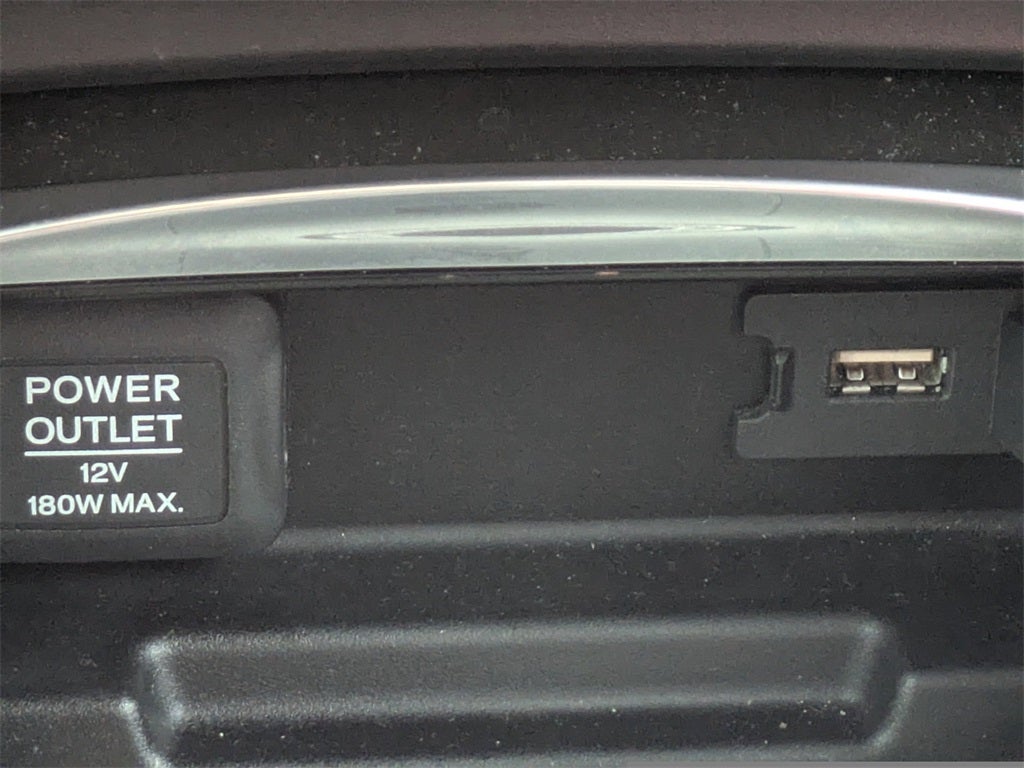 POWER
OUTLET
12V
180W MAX.